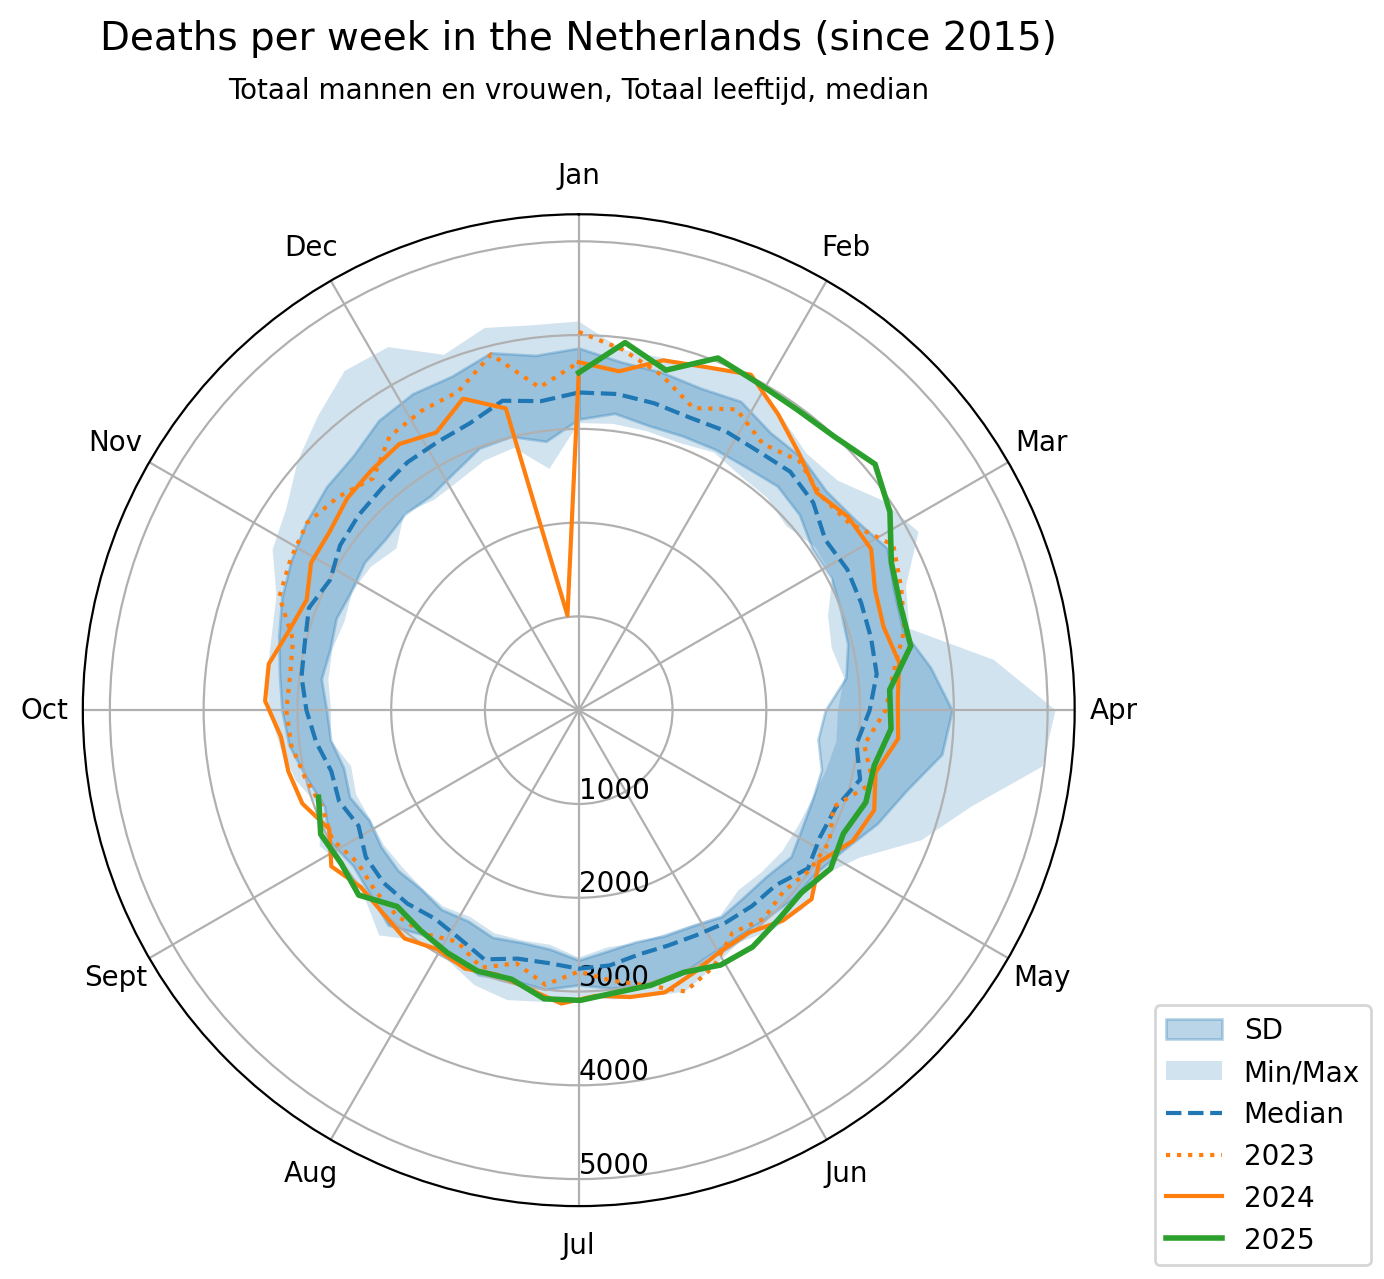 Deaths per week in the Netherlands (since 2015)
Totaal mannen en vrouwen, Totaal leeftijd, median
Jan
Feb
Mar
Apr
May
Jun
Jul
Aug
Sept
Oct
Nov
Dec
1000
2000
3000
4000
5000
SD
Min/Max
Median
2023
2024
2025